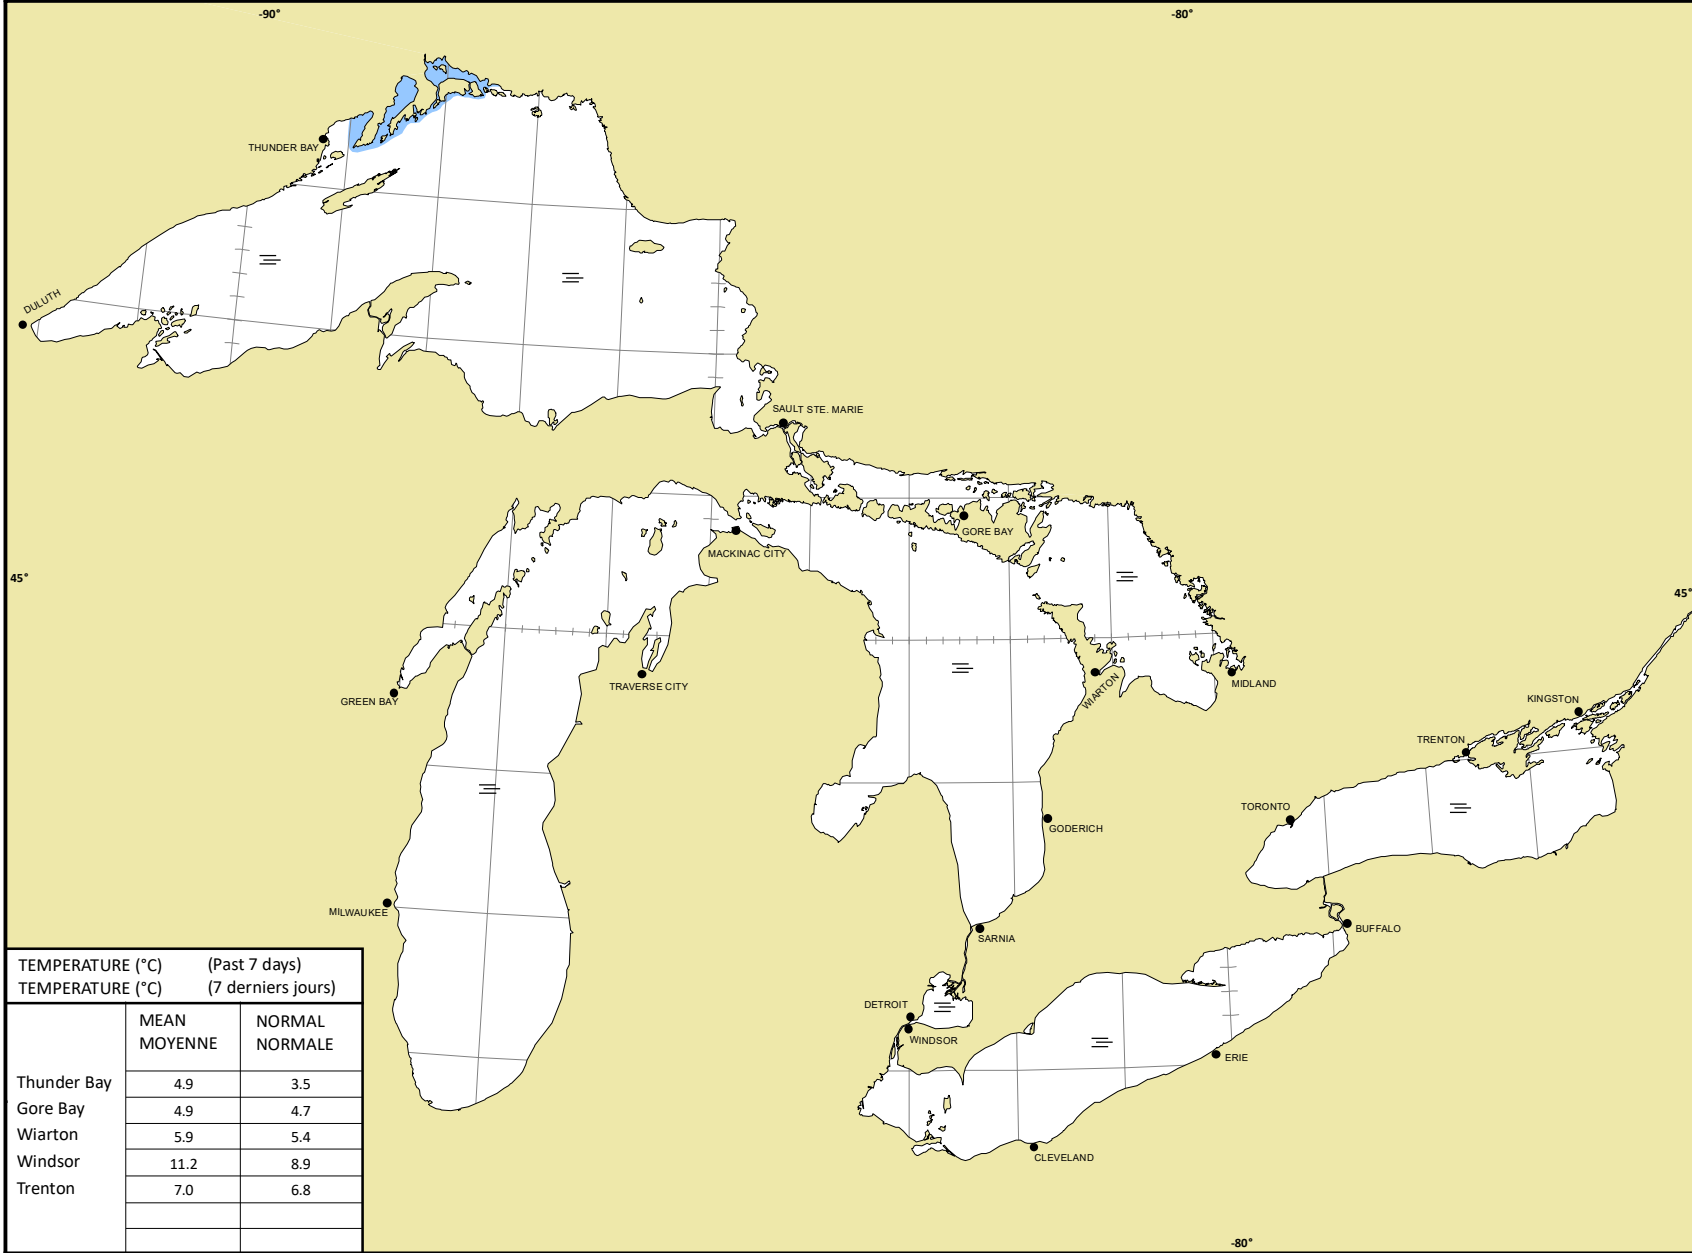 -90°
-80°
THUNDER BAY
DULUTH
SAULT STE. MARIE
GORE BAY
MACKINAC CITY
45°
45°
GREEN BAY
TRAVERSE CITY
WIARTON
MIDLAND
KINGSTON
TRENTON
TORONTO
GODERICH
MILWAUKEE
SARNIA
BUFFALO
DETROIT
WINDSOR
ERIE
CLEVELAND
-80°
TEMPERATURE (°C) (Past 7 days)
TEMPERATURE (°C) (7 derniers jours)
MEAN NORMAL
MOYENNE NORMALE
Thunder Bay 4.9 3.5
Gore Bay 4.9 4.7
Wiarton 5.9 5.4
Windsor 11.2 8.9
Trenton 7.0 6.8